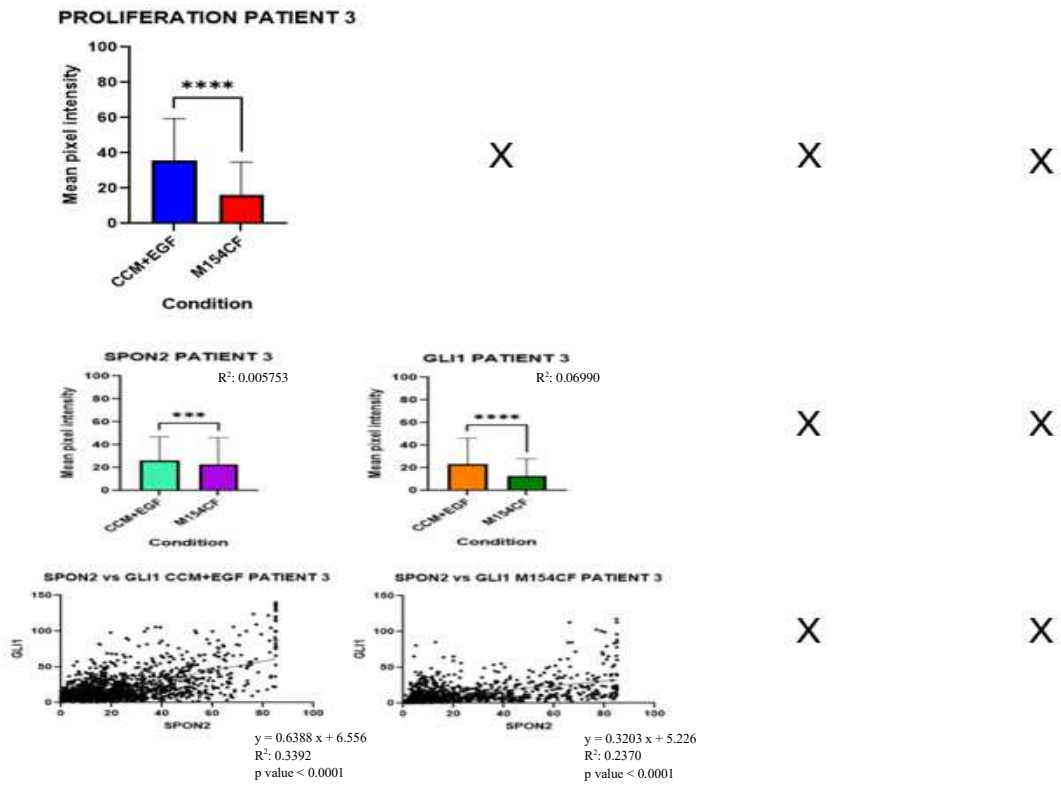 PROLIFERATION PATIENT 3
100
80
60
40
20
0
Mean pixel intensity
****
CCM+EGF
M154CF
Condition
X
X
X
SPON2 PATIENT 3
R²: 0.005753
100
80
60
40
20
0
Mean pixel intensity
***
CCM+EGF
M154CF
Condition
GLI1 PATIENT 3
R²: 0.06990
100
80
60
40
20
0
Mean pixel intensity
****
CCM+EGF
M154CF
Condition
X
X
SPON2 vs GLI1 CCM+EGF PATIENT 3
150
100
50
0
GLI1
0 20 40 60 80 100
SPON2
y = 0.6388 x + 6.556
R²: 0.3392
p value < 0.0001
SPON2 vs GLI1 M154CF PATIENT 3
150
100
50
0
GLI1
0 20 40 60 80 100
SPON2
y = 0.3203 x + 5.226
R²: 0.2370
p value < 0.0001
X
X